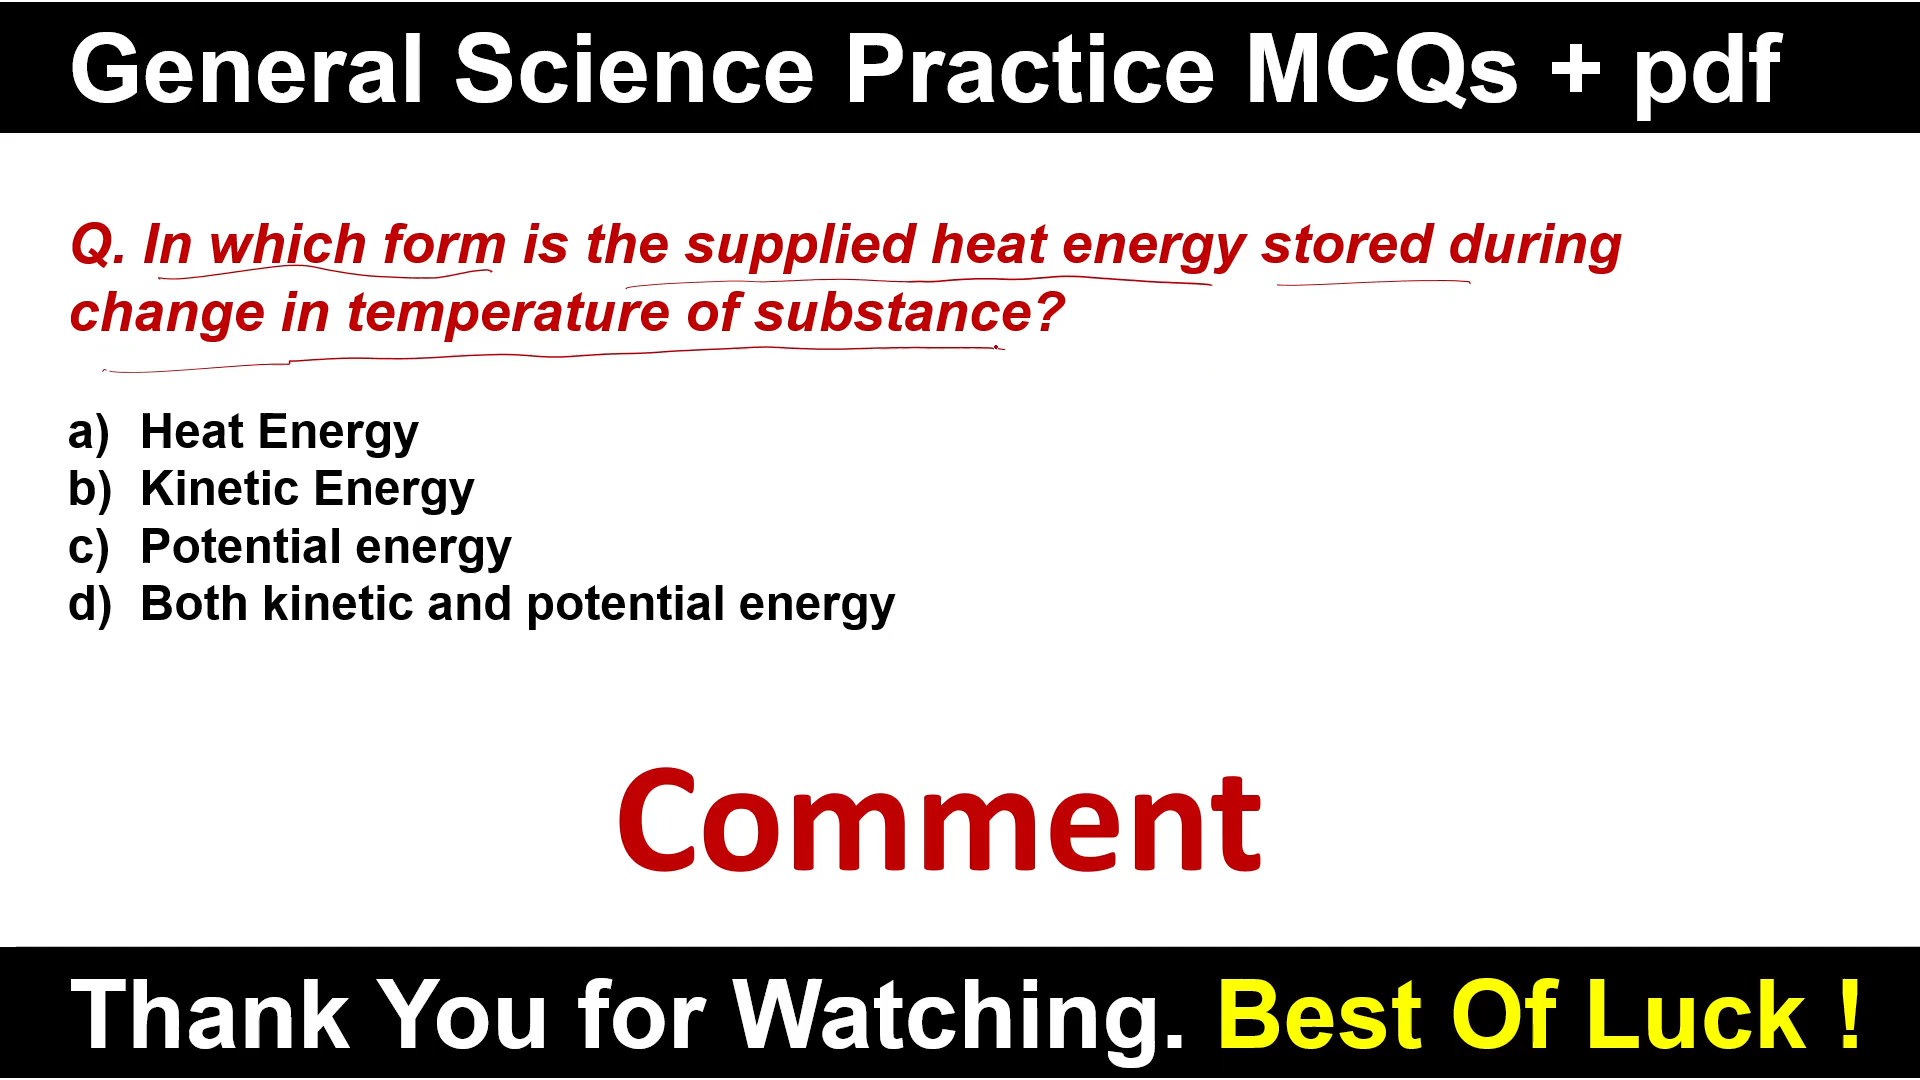 General Science Practice MCQs + pdf
Q. In which form is the supplied heat energy stored during
change in temperature of substance?
a) Heat Energy
b) Kinetic Energy
c) Potential energy
d) Both kinetic and potential energy
Comment
Thank You for Watching. Best Of Luck !